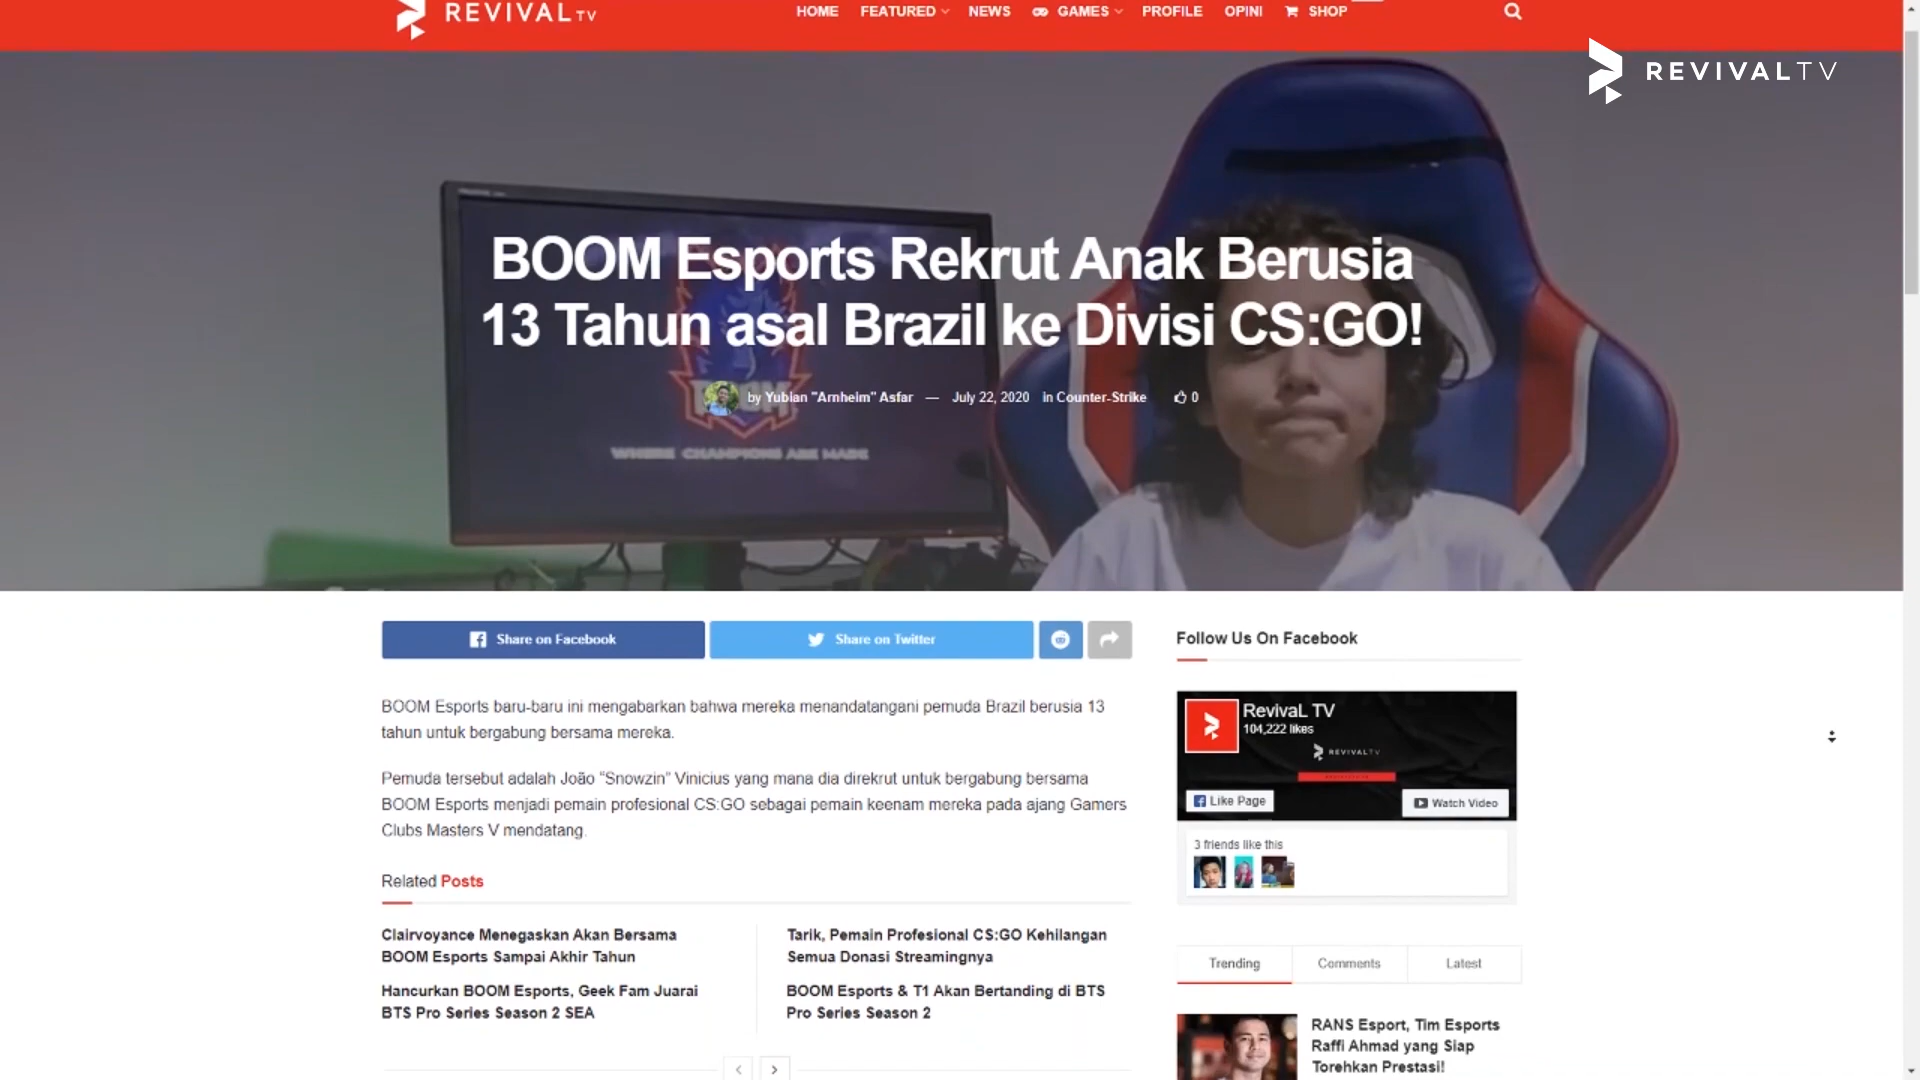 REVIVAL TV
HOME FEATURED NEWS GAMES PROFILE OPINI SHOP
REVIVALTV
BOOM Esports Rekrut Anak Berusia
13 Tahun asal Brazil ke Divisi CS:GO!
by Yubian "Arnheim" Asfar — July 22, 2020 in Counter-Strike 0
BOOM
WHERE CHAMPIONS ARE MADE
Share on Facebook
Share on Twitter
Follow Us On Facebook
BOOM Esports baru-baru ini mengabarkan bahwa mereka menandatangani pemuda Brazil berusia 13
tahun untuk bergabung bersama mereka.
Pemuda tersebut adalah João “Snowzin” Vinicius yang mana dia direkrut untuk bergabung bersama
BOOM Esports menjadi pemain profesional CS:GO sebagai pemain keenam mereka pada ajang Gamers
Clubs Masters V mendatang.
RevivaL TV
104,222 likes
REVIVALTV
Like Page
Watch Video
3 friends like this
Related Posts
Clairvoyance Menegaskan Akan Bersama
BOOM Esports Sampai Akhir Tahun
Tarik, Pemain Profesional CS:GO Kehilangan
Semua Donasi Streamingnya
Hancurkan BOOM Esports, Geek Fam Juarai
BTS Pro Series Season 2 SEA
BOOM Esports & T1 Akan Bertanding di BTS
Pro Series Season 2
Trending Comments Latest
RANS Esport, Tim Esports
Raffi Ahmad yang Siap
Torehkan Prestasi!